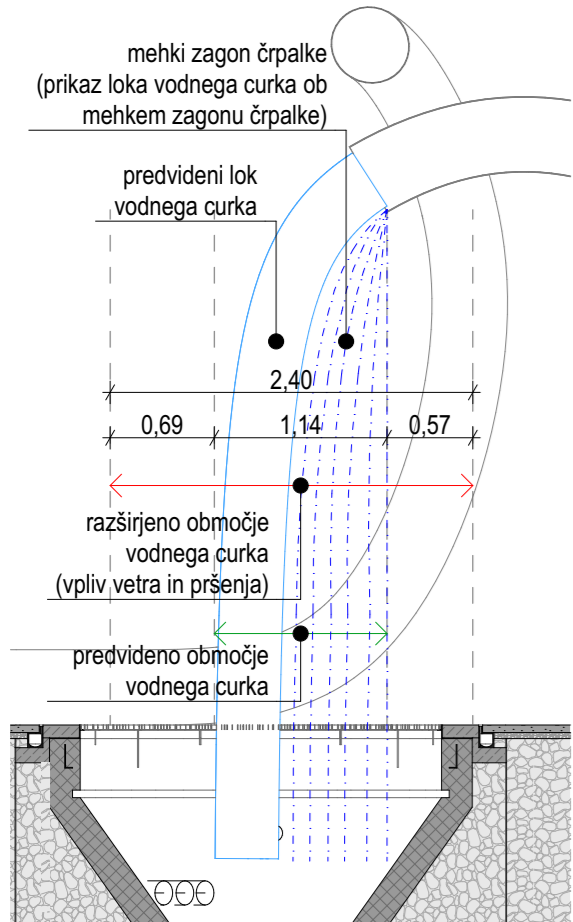 mehki zagon črpalke
(prikaz loka vodnega curka ob
mehkem zagonu črpalke)
predvideni lok
vodnega curka
2,40
0,69
1,14
0,57
razširjeno območje
vodnega curka
(vpliv vetra in pršenja)
predvideno območje
vodnega curka